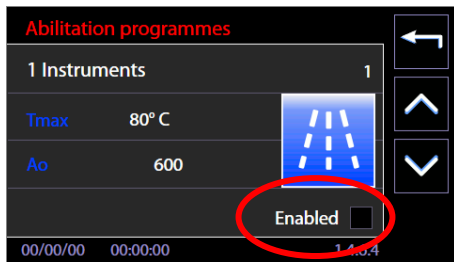 Abilitation programmes
1 Instruments 1
Tmax 80° C
Ao 600
Enabled
00/00/00 00:00:00 1.4.6.4